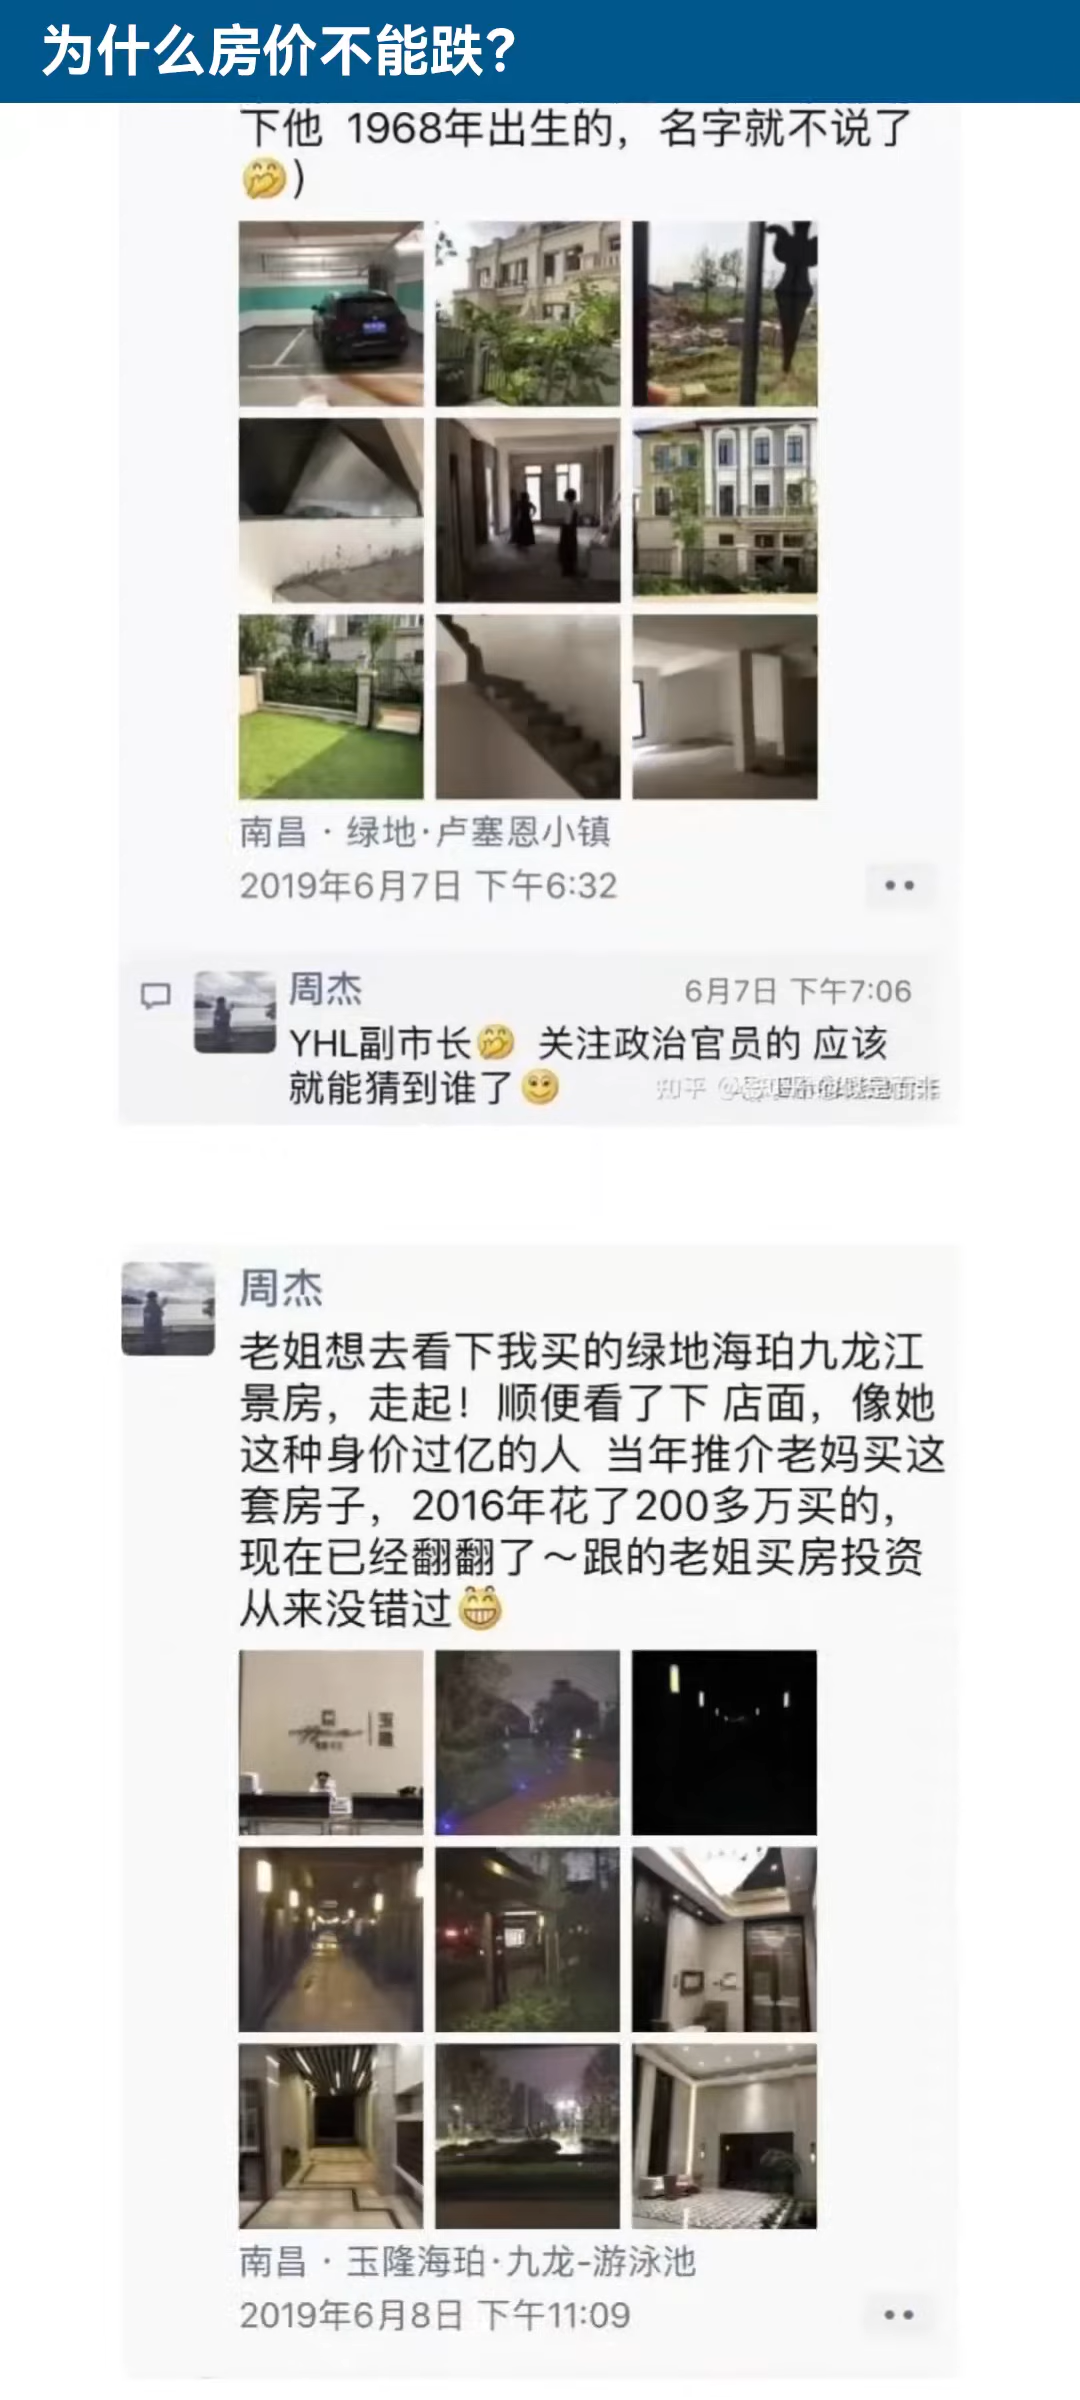 为什么房价不能跌？
下他 1968年出生的，名字就不说了
🤭）
南昌 · 绿地·卢塞恩小镇
2019年6月7日 下午6:32
周杰
6月7日 下午7:06
YHL副市长🤭 关注政治官员的 应该
就能猜到谁了🙂
知乎
周杰
老姐想去看下我买的绿地海珀九龙江
景房，走起！顺便看了下 店面，像她
这种身价过亿的人 当年推介老妈买这
套房子，2016年花了200多万买的，
现在已经翻翻了～跟的老姐买房投资
从来没错过😁
南昌 · 玉隆海珀·九龙-游泳池
2019年6月8日 下午11:09